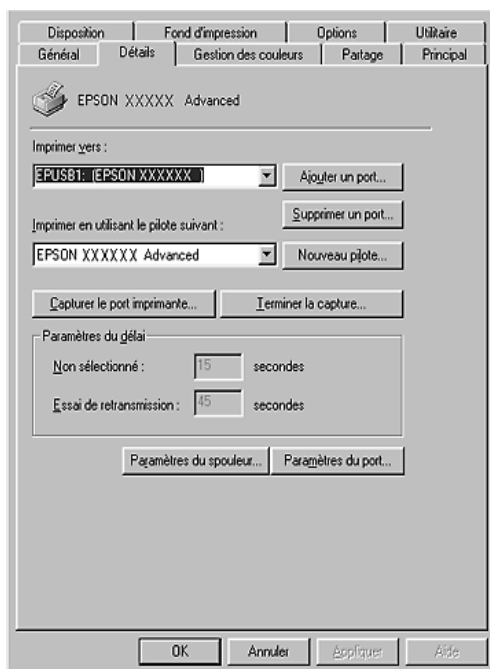 Disposition Fond d'impression Options Utilitaire
Général Détails Gestion des couleurs Partage Principal
EPSON XXXXX Advanced
Imprimer vers :
EPUSB1: (EPSON XXXXXX ) Ajouter un port...
Supprimer un port...
Imprimer en utilisant le pilote suivant :
EPSON XXXXXX Advanced Nouveau pilote...
Capturer le port imprimante... Terminer la capture...
Paramètres du délai
Non sélectionné : 15 secondes
Essai de retransmission : 45 secondes
Paramètres du spouleur... Paramètres du port...
OK Annuler Appliquer Aide